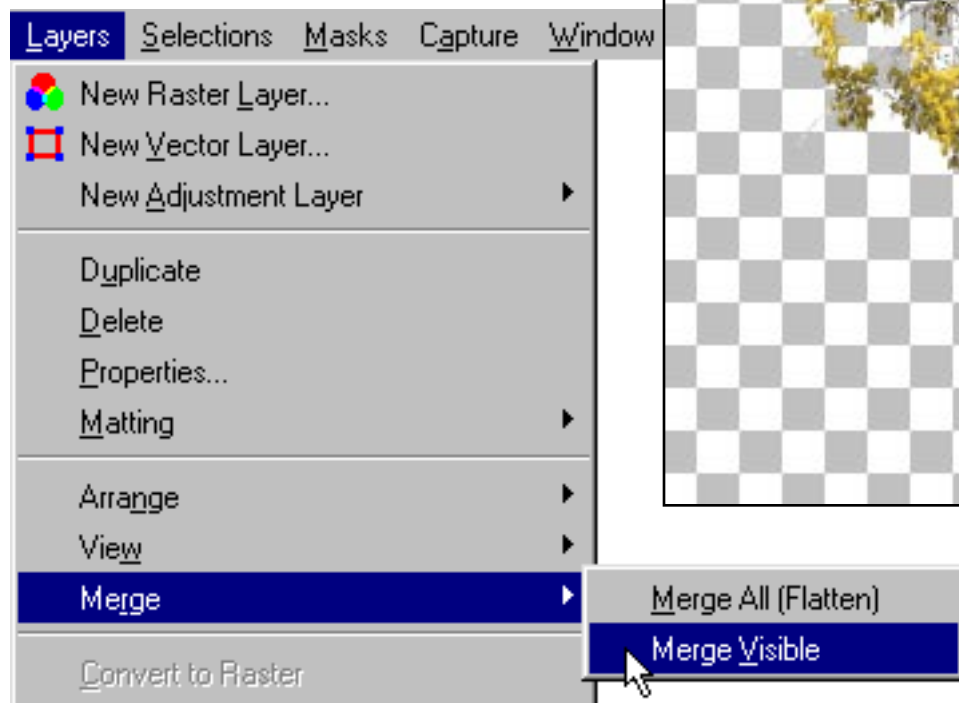 Layers Selections Masks Capture Window
New Raster Layer...
New Vector Layer...
New Adjustment Layer
Duplicate
Delete
Properties...
Matting
Arrange
View
Merge
Merge All (Flatten)
Merge Visible
Convert to Raster